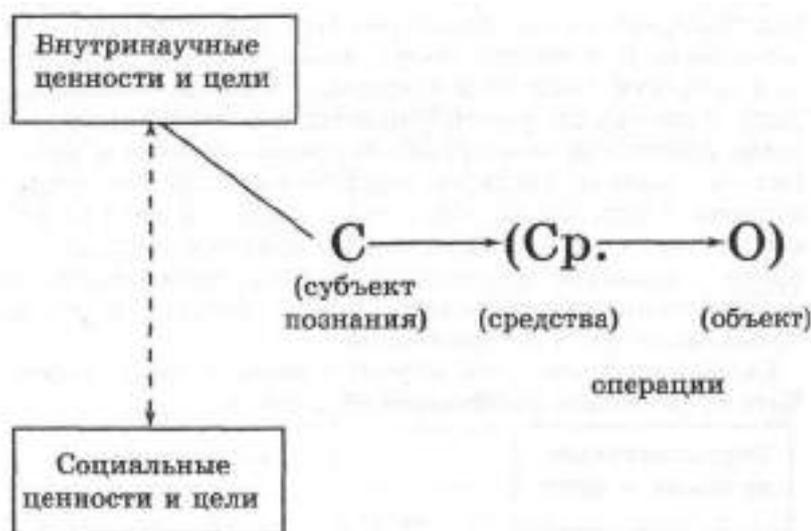 Внутринаучные
ценности и цели
С (Ср. О)
(субъект
познания) (средства) (объект)
операции
Социальные
ценности и цели